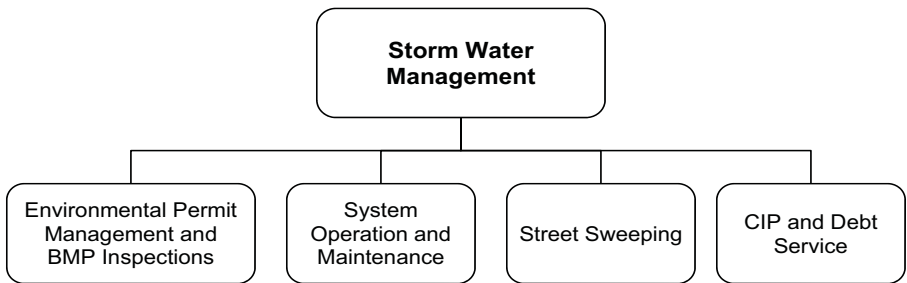 Storm Water
Management
Environmental Permit
Management and
BMP Inspections
System
Operation and
Maintenance
Street Sweeping
CIP and Debt
Service